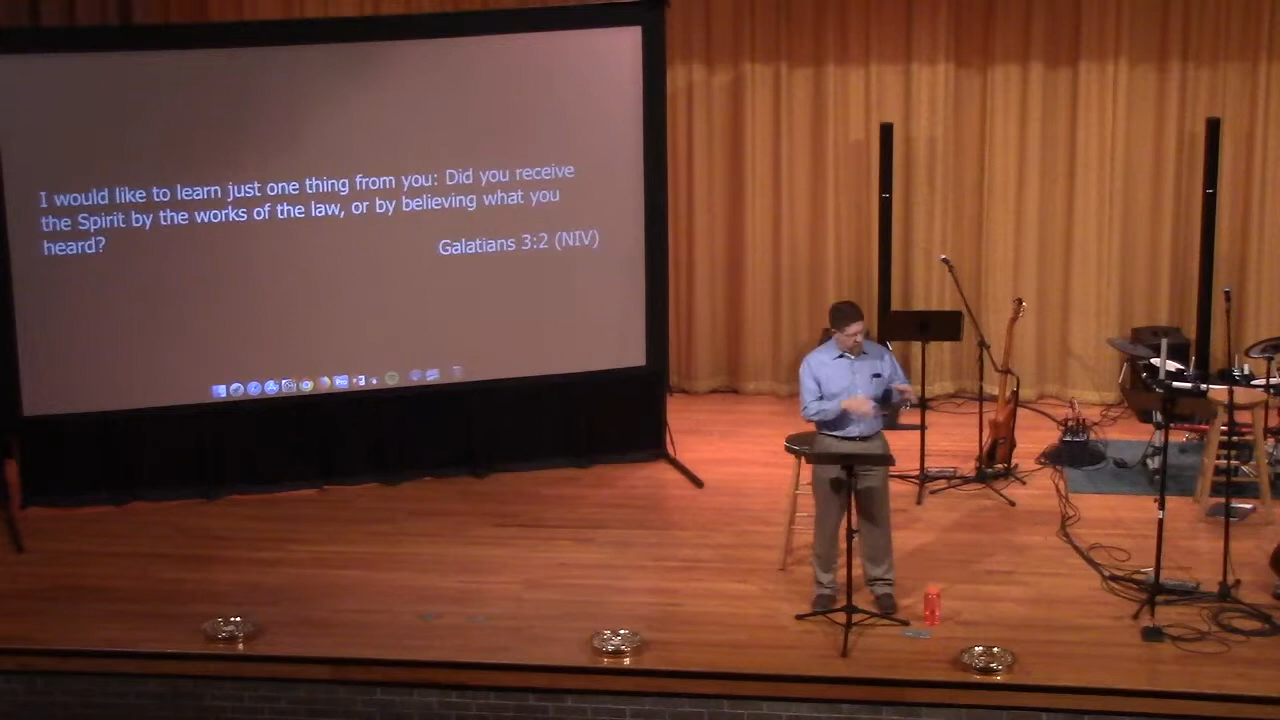 I would like to learn just one thing from you: Did you receive
the Spirit by the works of the law, or by believing what you
heard?
Galatians 3:2 (NIV)
Pro